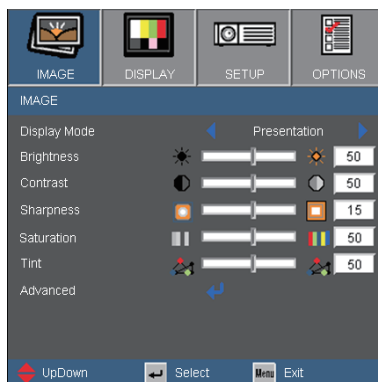 IMAGE DISPLAY SETUP OPTIONS
IMAGE
Display Mode Presentation
Brightness 50
Contrast 50
Sharpness 15
Saturation 50
Tint 50
Advanced
UpDown Select Menu Exit